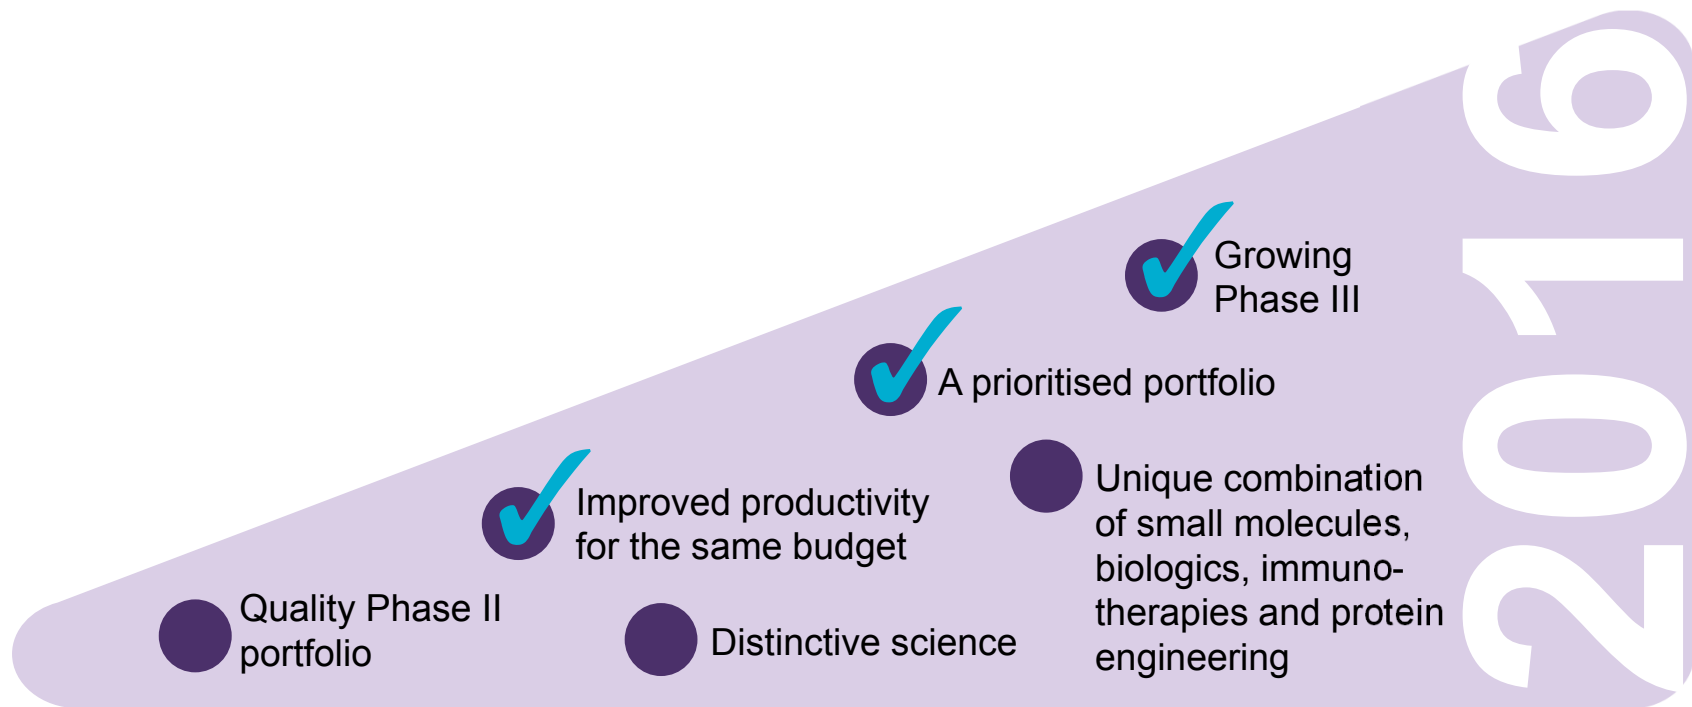 Growing
Phase III
A prioritised portfolio
Improved productivity
for the same budget
Unique combination
of small molecules,
biologics, immuno-
therapies and protein
engineering
Quality Phase II
portfolio
Distinctive science
2016